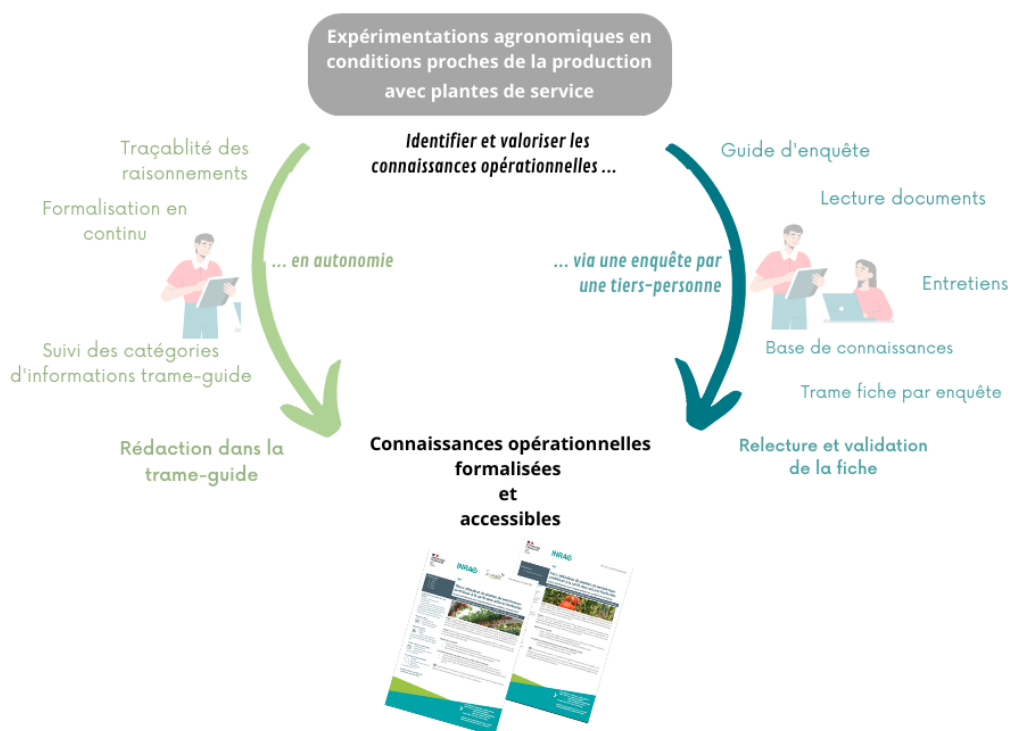 Expérimentations agronomiques en
conditions proches de la production
avec plantes de service
Identifier et valoriser les
connaissances opérationnelles ...
Traçablité des
raisonnements
Formalisation en
continu
... en autonomie
Suivi des catégories
d'informations trame-guide
Rédaction dans la
trame-guide
Guide d'enquête
Lecture documents
... via une enquête par
une tiers-personne
Entretiens
Base de connaissances
Trame fiche par enquête
Relecture et validation
de la fiche
Connaissances opérationnelles
formalisées
et
accessibles
INRAE
INRAE